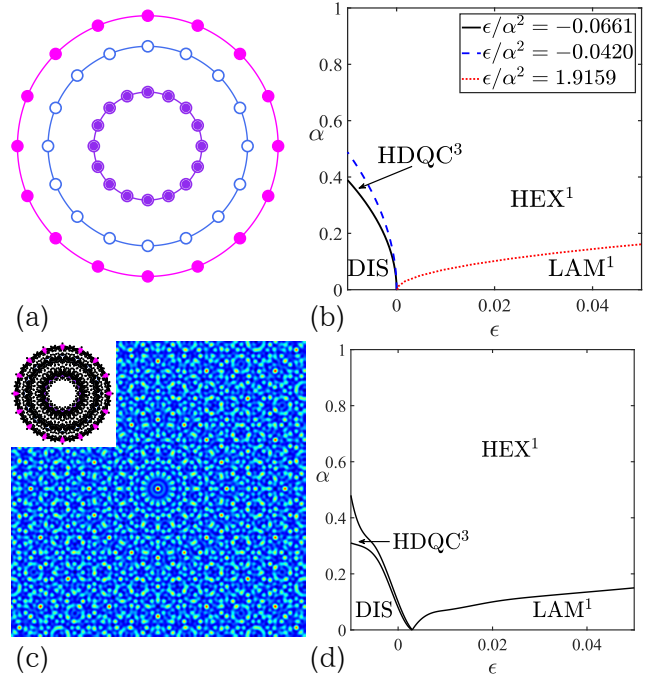 (a)
1
0.8
0.6
α
0.4
0.2
0
ϵ/α² = −0.0661
ϵ/α² = −0.0420
ϵ/α² = 1.9159
HDQC³
HEX¹
DIS
LAM¹
0
0.02
0.04
ϵ
(b)
(c)
1
0.8
0.6
α
0.4
0.2
0
HEX¹
HDQC³
DIS
LAM¹
0
0.02
0.04
ϵ
(d)